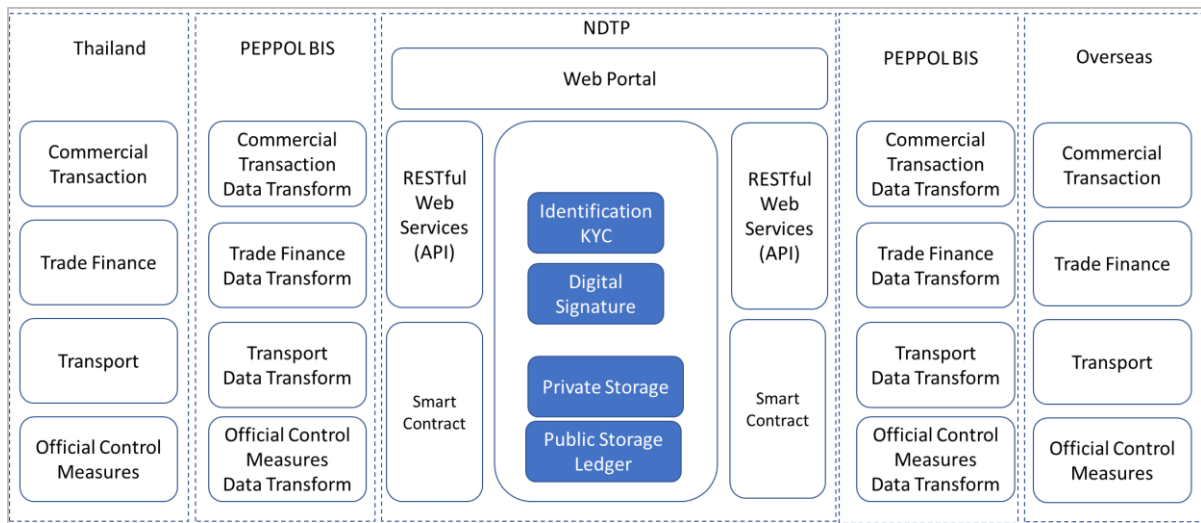 Thailand
Commercial
Transaction
Trade Finance
Transport
Official Control
Measures
PEPPOL BIS
Commercial
Transaction
Data Transform
Trade Finance
Data Transform
Transport
Data Transform
Official Control
Measures
Data Transform
NDTP
Web Portal
RESTful
Web
Services
(API)
Smart
Contract
Identification
KYC
Digital
Signature
Private Storage
Public Storage
Ledger
RESTful
Web
Services
(API)
Smart
Contract
PEPPOL BIS
Commercial
Transaction
Data Transform
Trade Finance
Data Transform
Transport
Data Transform
Official Control
Measures
Data Transform
Overseas
Commercial
Transaction
Trade Finance
Transport
Official Control
Measures